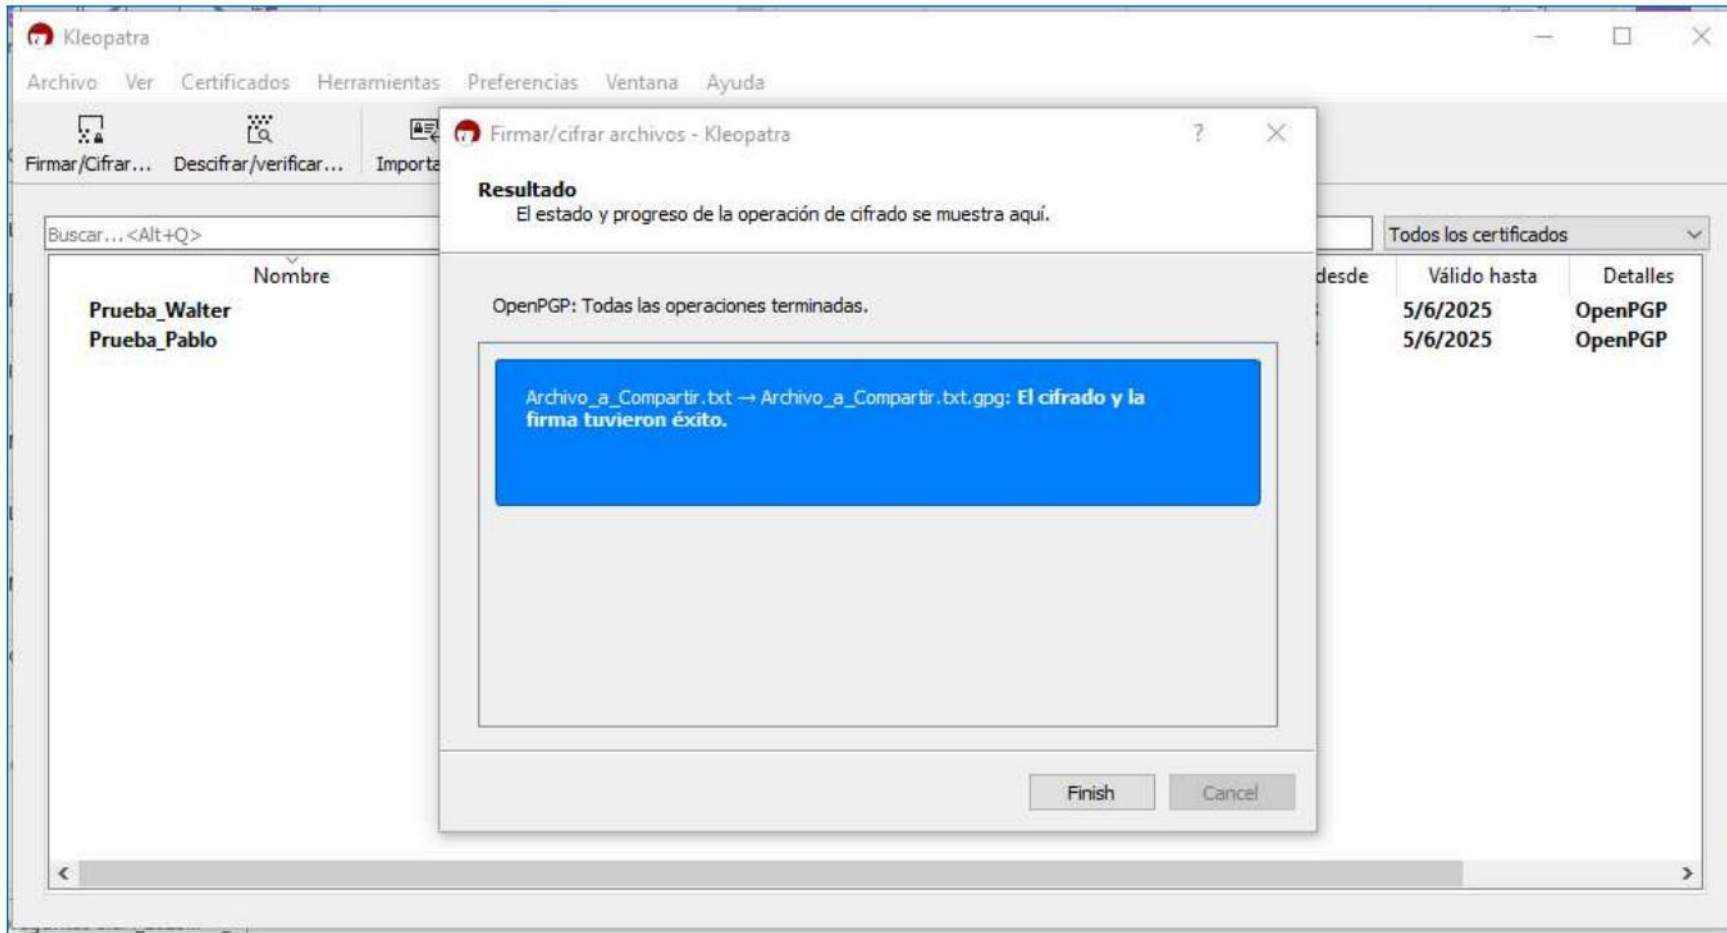 Kleopatra
Archivo Ver Certificados Herramientas Preferencias Ventana Ayuda
Firmar/Cifrar... Descifrar/verificar... Importa
Firmar/cifrar archivos - Kleopatra
?
Resultado
El estado y progreso de la operación de cifrado se muestra aquí.
Buscar...<Alt+Q>
Todos los certificados
Nombre desde Válido hasta Detalles
Prueba_Walter 5/6/2025 OpenPGP
Prueba_Pablo 5/6/2025 OpenPGP
OpenPGP: Todas las operaciones terminadas.
Archivo_a_Compartir.txt → Archivo_a_Compartir.txt.gpg: El cifrado y la
firma tuvieron éxito.
Finish Cancel